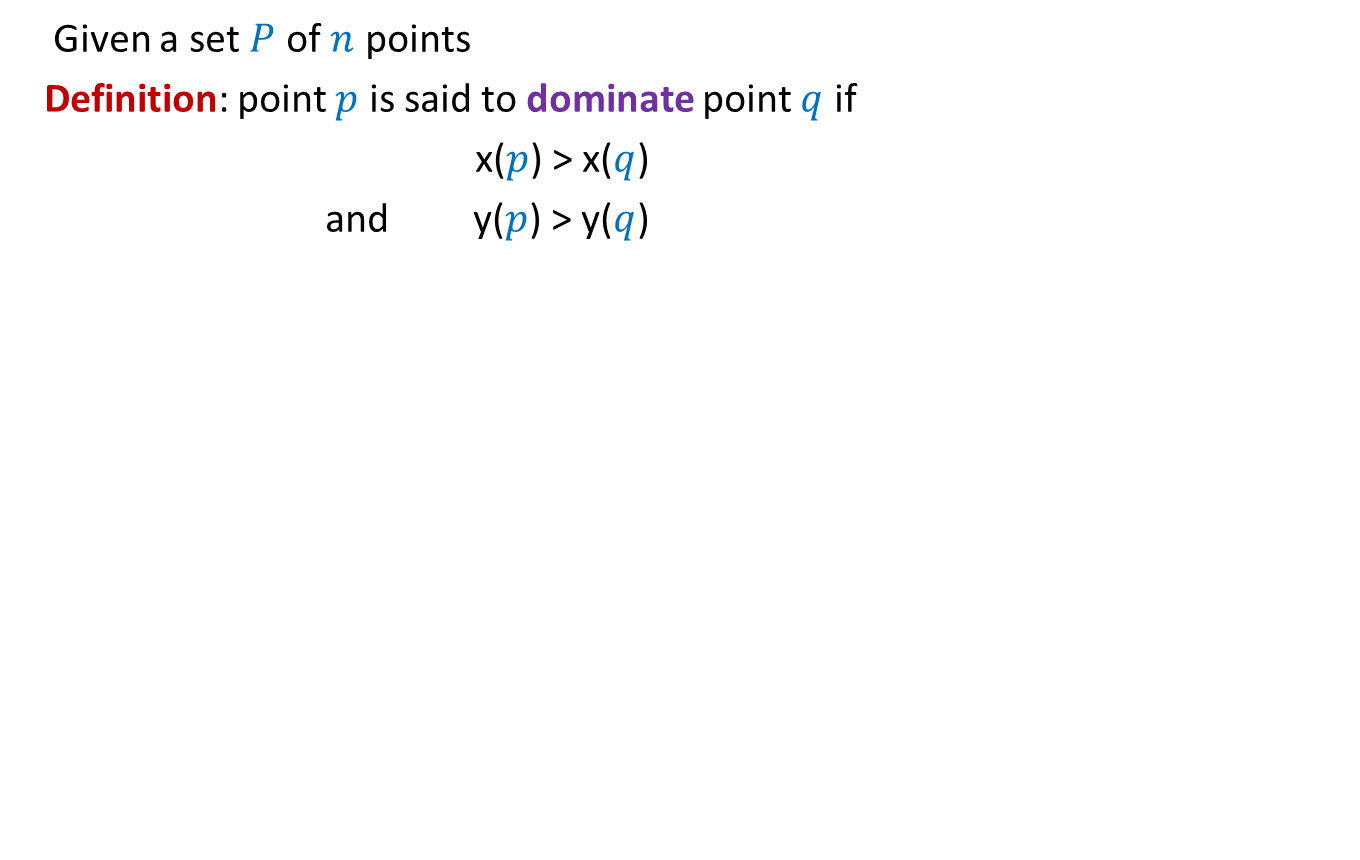 Given a set P of n points
Definition: point p is said to dominate point q if
x(p) > x(q)
and y(p) > y(q)